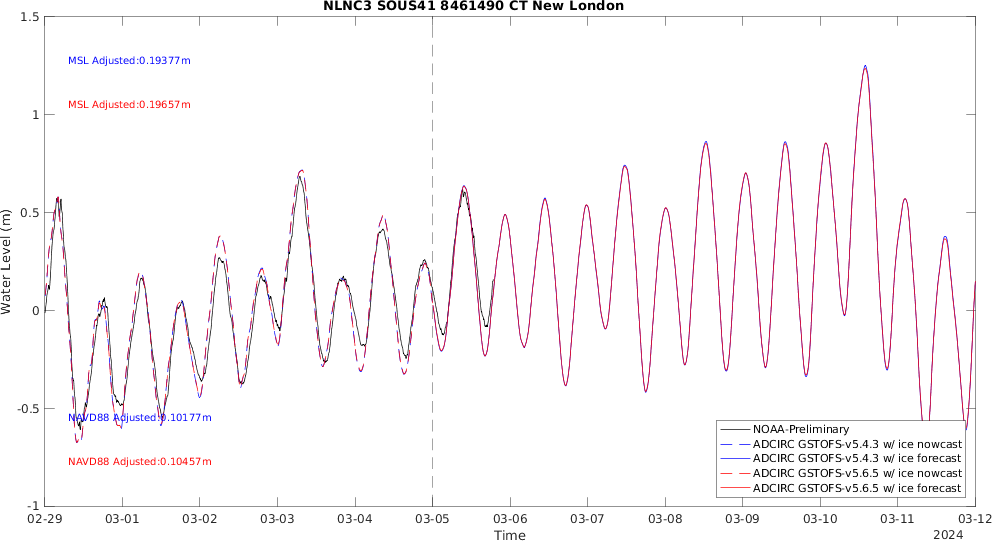 NLNC3 SOUS41 8461490 CT New London
1.5
MSL Adjusted:0.19377m
MSL Adjusted:0.19657m
1
0.5
Water Level (m)
0
-0.5
NAVD88 Adjusted:0.10177m
NAVD88 Adjusted:0.10457m
NOAA-Preliminary
ADCIRC GSTOFS-v5.4.3 w/ ice nowcast
ADCIRC GSTOFS-v5.4.3 w/ ice forecast
ADCIRC GSTOFS-v5.6.5 w/ ice nowcast
ADCIRC GSTOFS-v5.6.5 w/ ice forecast
-1
02-29 03-01 03-02 03-03 03-04 03-05 03-06 03-07 03-08 03-09 03-10 03-11 03-12
Time
2024